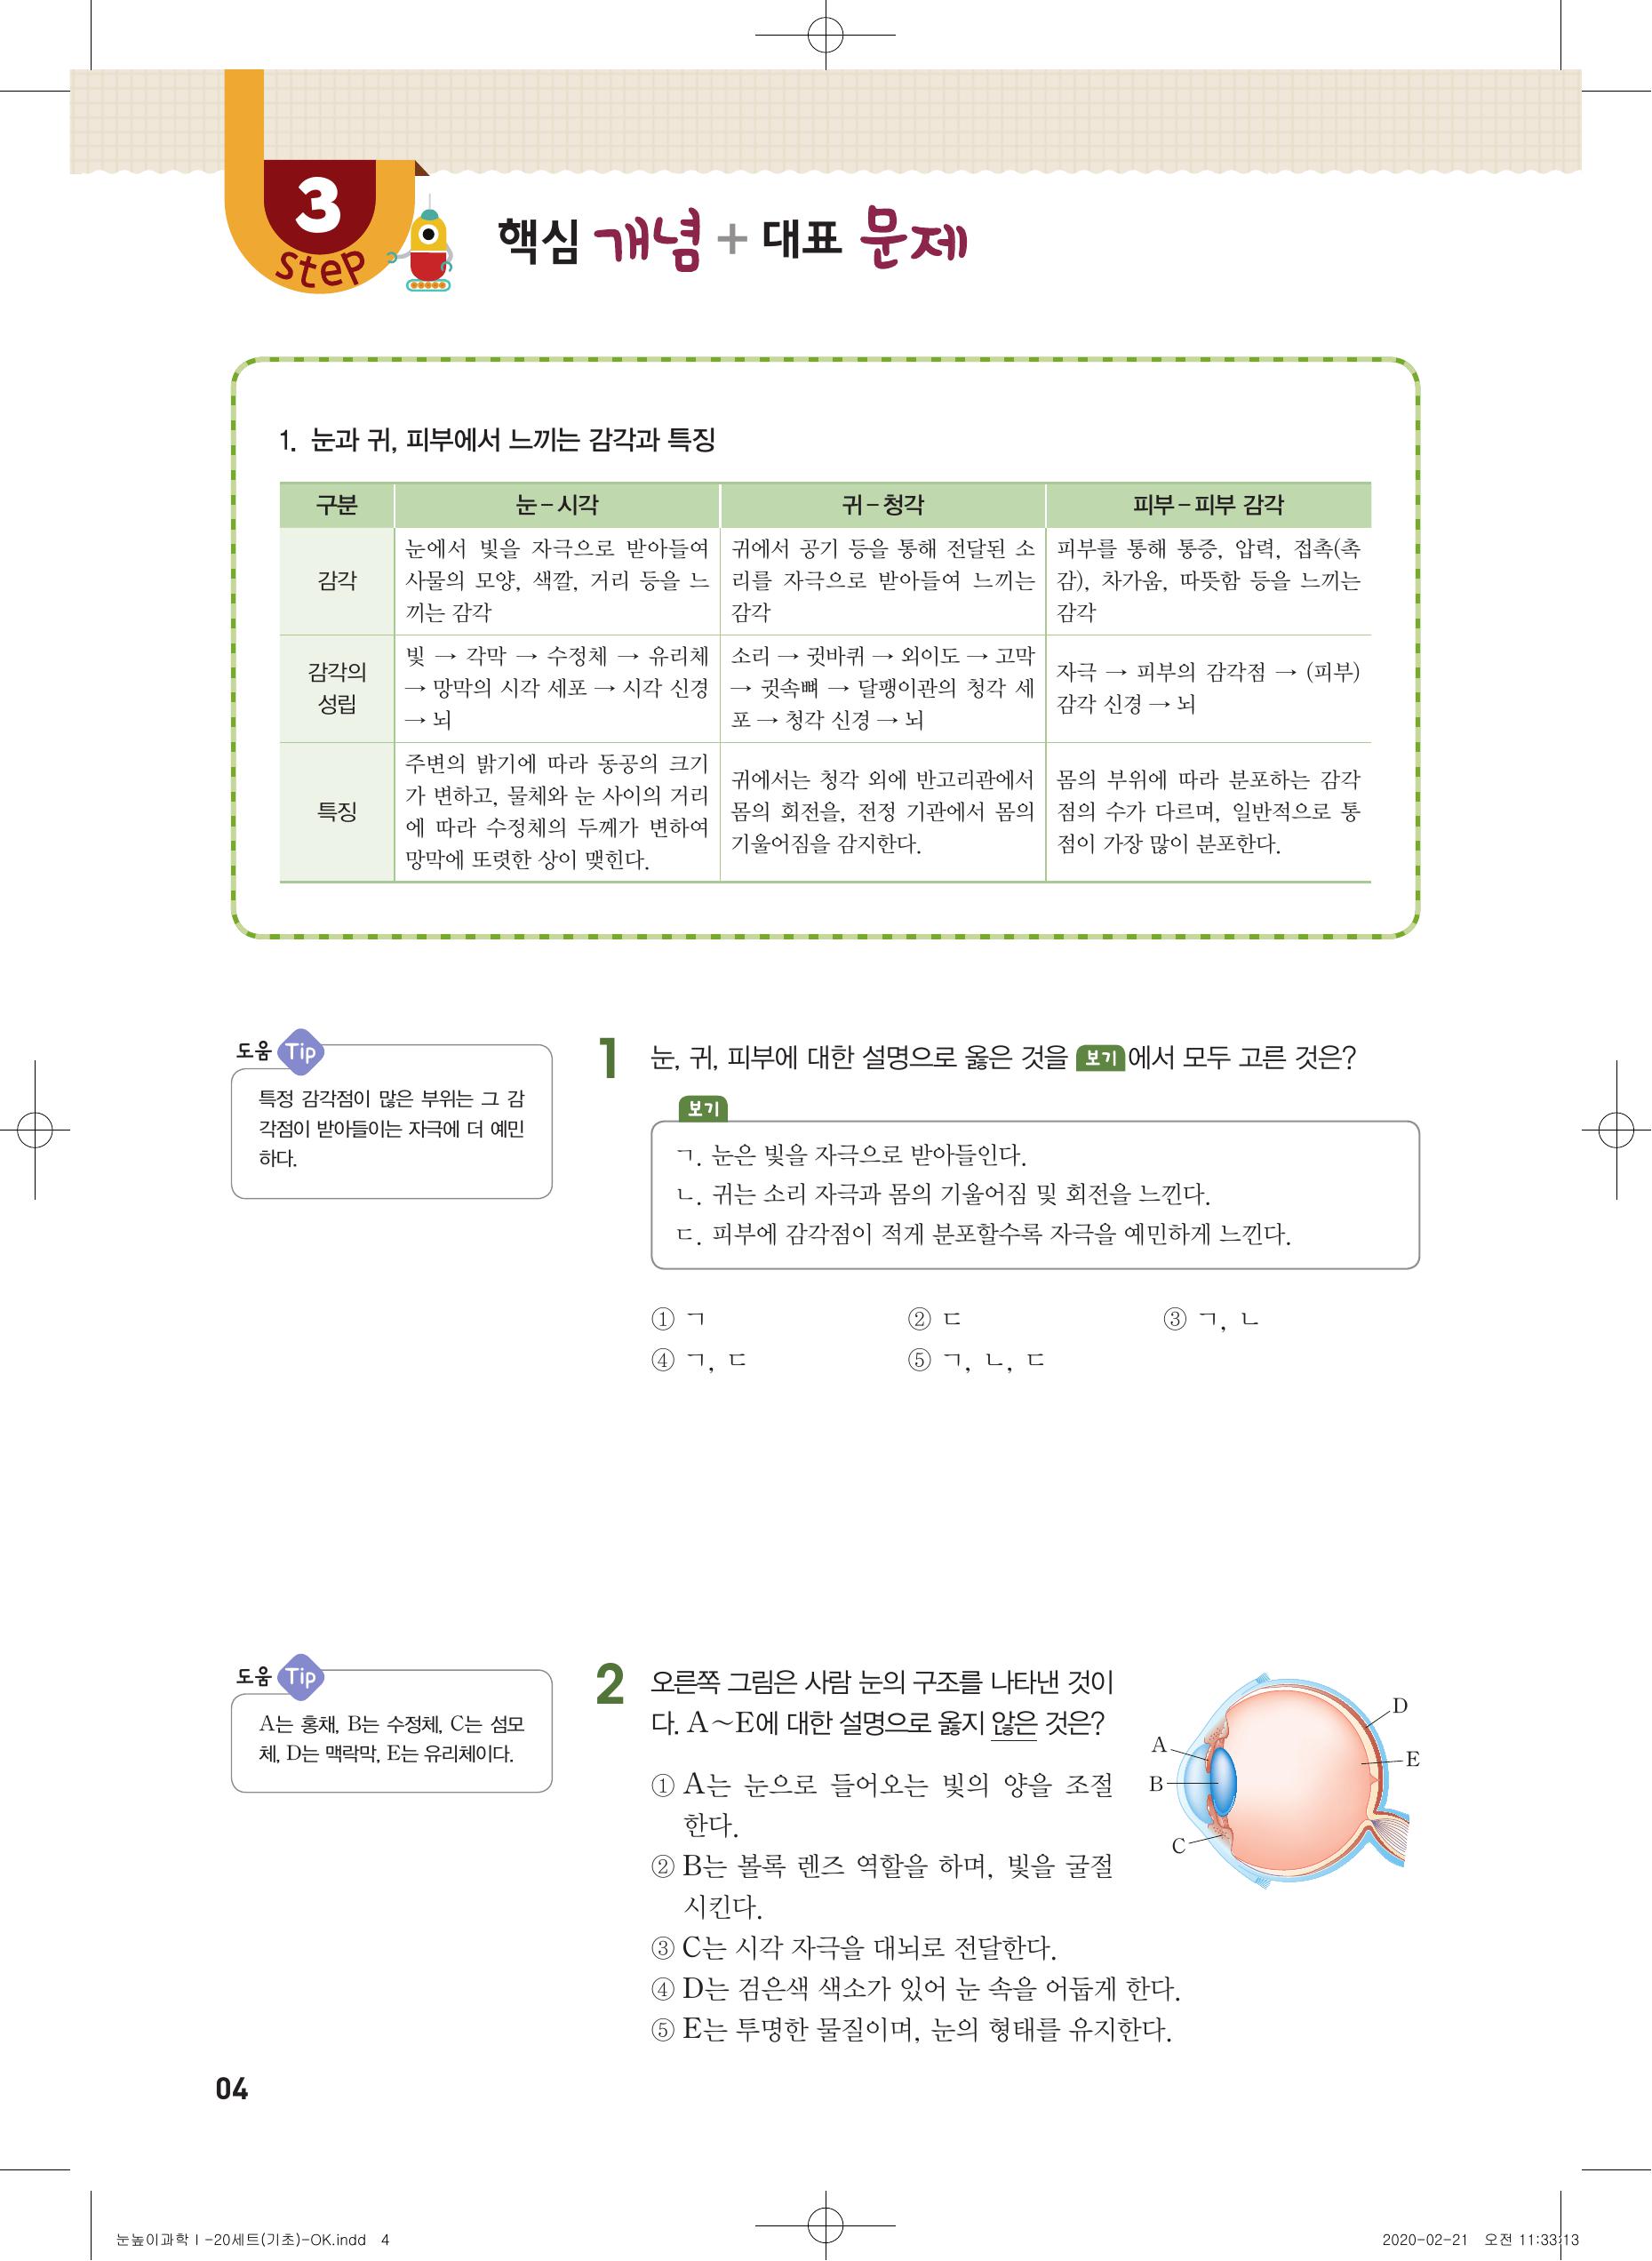 3
step
핵심 개념 + 대표 문제
1. 눈과 귀, 피부에서 느끼는 감각과 특징
구분
눈-시각
귀-청각
피부-피부 감각
감각
눈에서 빛을 자극으로 받아들여
사물의 모양, 색깔, 거리 등을 느
끼는 감각
귀에서 공기 등을 통해 전달된 소
리를 자극으로 받아들여 느끼는
감각
피부를 통해 통증, 압력, 접촉(촉
감), 차가움, 따뜻함 등을 느끼는
감각
감각의
성립
빛 → 각막 → 수정체 → 유리체
→ 망막의 시각 세포 → 시각 신경
→ 뇌
소리 → 귓바퀴 → 외이도 → 고막
→ 귓속뼈 → 달팽이관의 청각 세
포 → 청각 신경 → 뇌
자극 → 피부의 감각점 → (피부)
감각 신경 → 뇌
특징
주변의 밝기에 따라 동공의 크기
가 변하고, 물체와 눈 사이의 거리
에 따라 수정체의 두께가 변하여
망막에 또렷한 상이 맺힌다.
귀에서는 청각 외에 반고리관에서
몸의 회전을, 전정 기관에서 몸의
기울어짐을 감지한다.
몸의 부위에 따라 분포하는 감각
점의 수가 다르며, 일반적으로 통
점이 가장 많이 분포한다.
도움 Tip
특정 감각점이 많은 부위는 그 감
각점이 받아들이는 자극에 더 예민
하다.
1 눈, 귀, 피부에 대한 설명으로 옳은 것을 보기 에서 모두 고른 것은?
보기
ㄱ. 눈은 빛을 자극으로 받아들인다.
ㄴ. 귀는 소리 자극과 몸의 기울어짐 및 회전을 느낀다.
ㄷ. 피부에 감각점이 적게 분포할수록 자극을 예민하게 느낀다.
① ㄱ ② ㄷ ③ ㄱ, ㄴ
④ ㄱ, ㄷ ⑤ ㄱ, ㄴ, ㄷ
도움 Tip
A는 홍채, B는 수정체, C는 섬모
체, D는 맥락막, E는 유리체이다.
2 오른쪽 그림은 사람 눈의 구조를 나타낸 것이
다. A~E에 대한 설명으로 옳지 않은 것은?
① A는 눈으로 들어오는 빛의 양을 조절
한다.
② B는 볼록 렌즈 역할을 하며, 빛을 굴절
시킨다.
③ C는 시각 자극을 대뇌로 전달한다.
④ D는 검은색 색소가 있어 눈 속을 어둡게 한다.
⑤ E는 투명한 물질이며, 눈의 형태를 유지한다.
A
B
C
D
E
04
눈높이과학Ⅰ-20세트(기초)-OK.indd 4
2020-02-21 오전 11:33:13